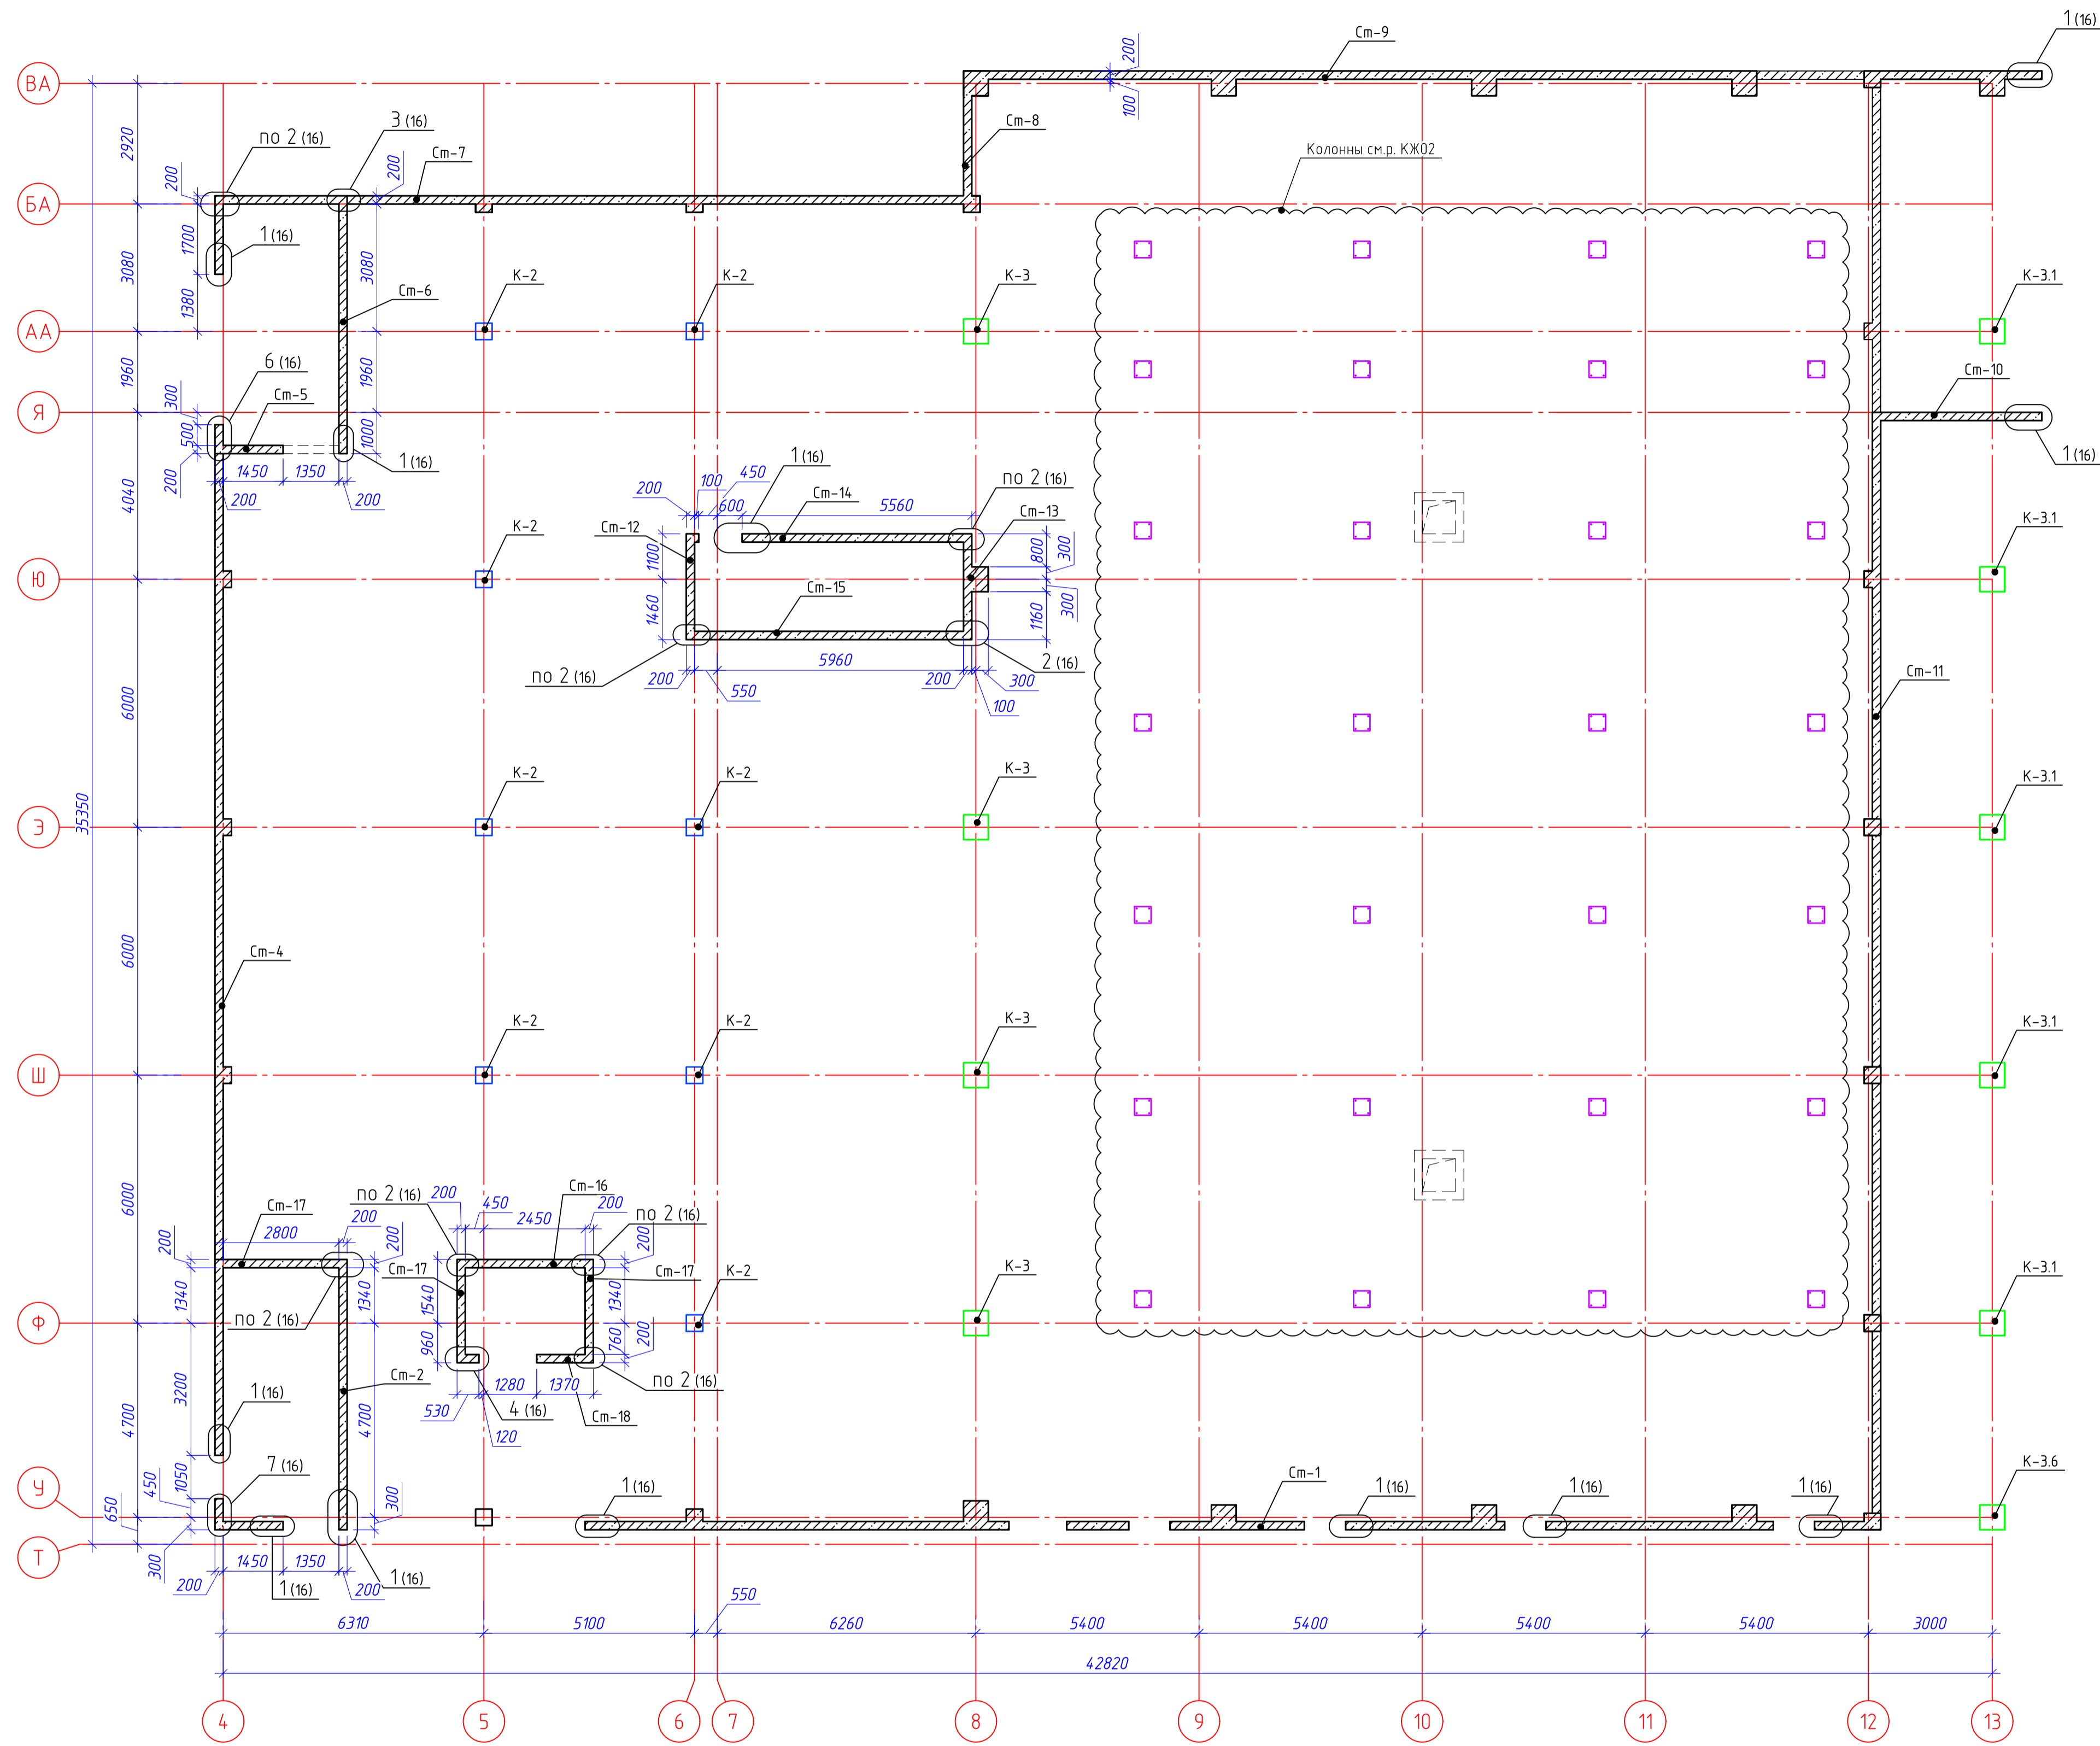 1 (16)
Ст-9
200
ВА
100
3 (16)
Ст-8
по 2 (16)
2920
Ст-7
200
Колонны см.р. КЖ02
200
БА
1700
1 (16)
3080
3080
К-2
К-2
К-3
К-3.1
Ст-6
1380
АА
6 (16)
1960
1960
Ст-10
300
Ст-5
Я
500
1000
1 (16)
1 (16)
1450
1350
200
200
200
1 (16)
450
100
200
600
Ст-14
5560
по 2 (16)
4040
Ст-13
К-2
Ст-12
К-3.1
1100
800
300
Ю
Ст-15
1460
1160
300
5960
2 (16)
по 2 (16)
200
550
200
300
100
Ст-11
6000
К-2
К-2
К-3
К-3.1
35350
Э
6000
Ст-4
К-2
К-2
К-3
К-3.1
Ш
6000
по 2 (16)
200
Ст-16
450
200
Ст-17
200
2450
по 2 (16)
2800
200
200
200
Ст-17
Ст-17
К-2
К-3
К-3.1
1340
1340
1540
1340
по 2 (16)
Ф
960
760
200
Ст-2
3200
4700
4700
1280
1370
по 2 (16)
1 (16)
530
4 (16)
Ст-18
120
7 (16)
К-3.6
1050
450
1 (16)
Ст-1
1 (16)
1 (16)
1 (16)
650
300
У
Т
300
1450
1350
200
1 (16)
200
1 (16)
550
6310
5100
6260
5400
5400
5400
5400
3000
42820
4
5
6
7
8
9
10
11
12
13